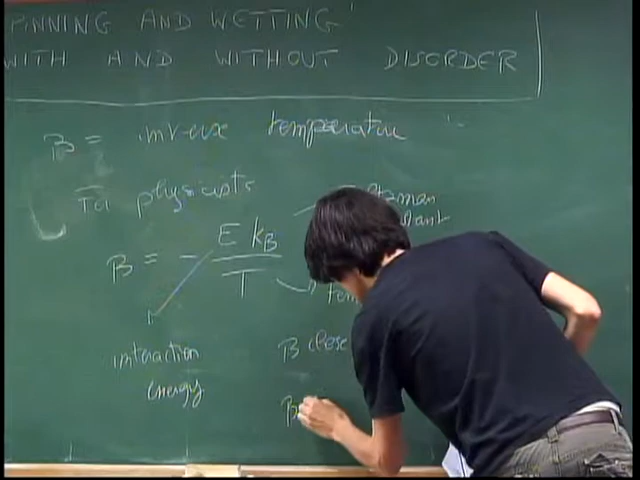 PINNING AND WETTING
WITH AND WITHOUT DISORDER
β = inverse temperature
For physicists
β = - E kB / T
interaction
energy
β close
β